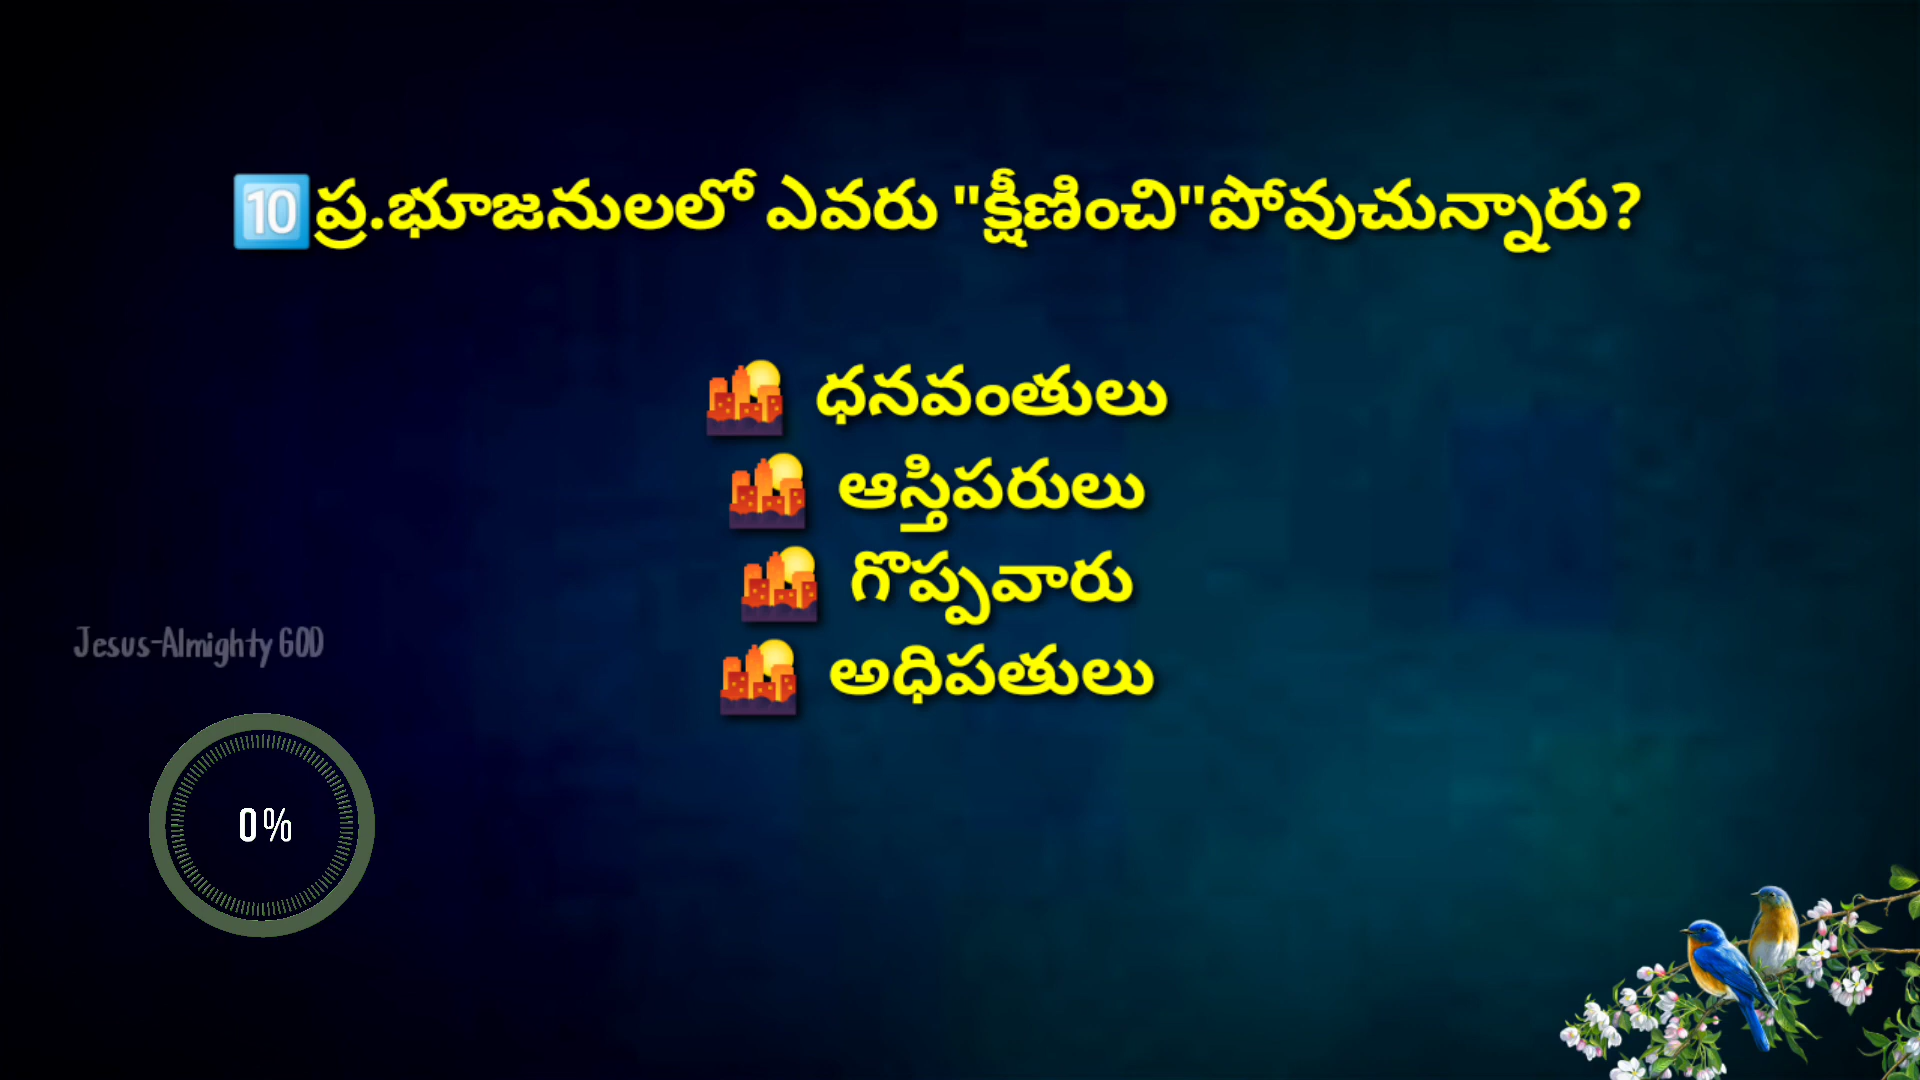 🔟ప్ర.భూజనులలో ఎవరు "క్షీణించి"పోవుచున్నారు?
🌇 ధనవంతులు
🌇 ఆస్తిపరులు
🌇 గొప్పవారు
🌇 అధిపతులు
Jesus-Almighty GOD
0%